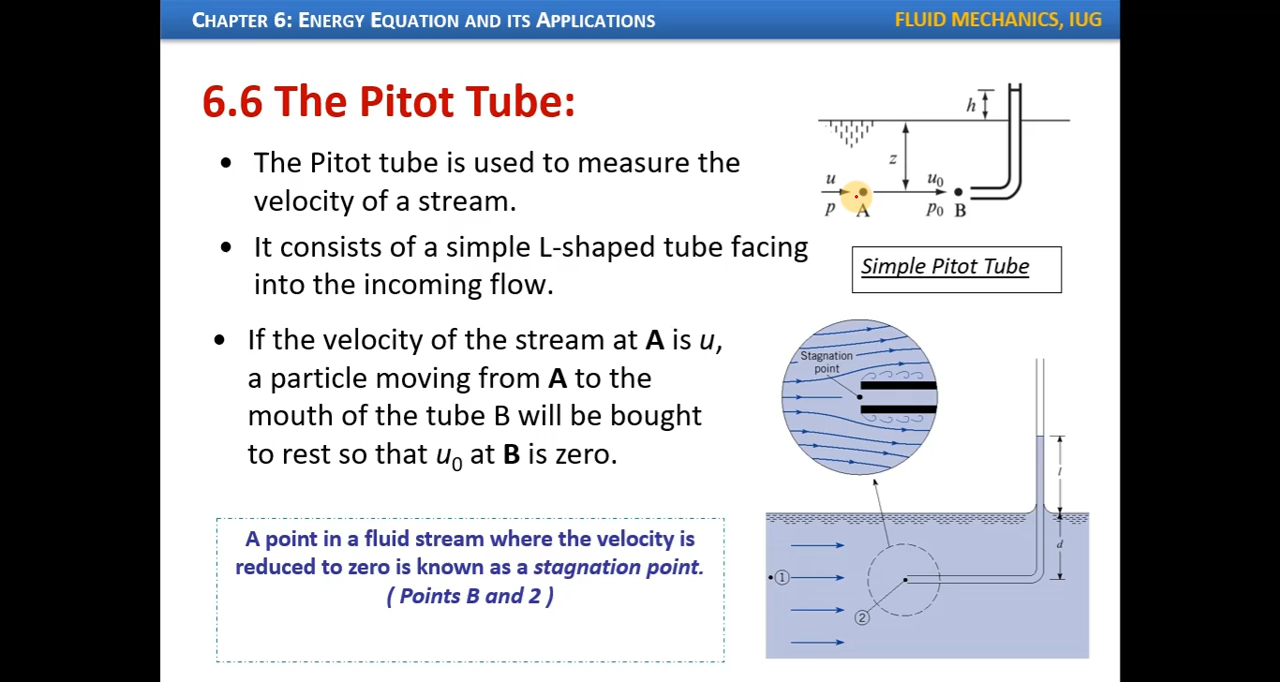 CHAPTER 6: ENERGY EQUATION AND ITS APPLICATIONS
FLUID MECHANICS, IUG
6.6 The Pitot Tube:
• The Pitot tube is used to measure the
velocity of a stream.
• It consists of a simple L-shaped tube facing
into the incoming flow.
• If the velocity of the stream at A is u,
a particle moving from A to the
mouth of the tube B will be bought
to rest so that u₀ at B is zero.
A point in a fluid stream where the velocity is
reduced to zero is known as a stagnation point.
( Points B and 2 )
h
z
u
u₀
p
A
p₀ B
Simple Pitot Tube
Stagnation
point
l
d
①
②